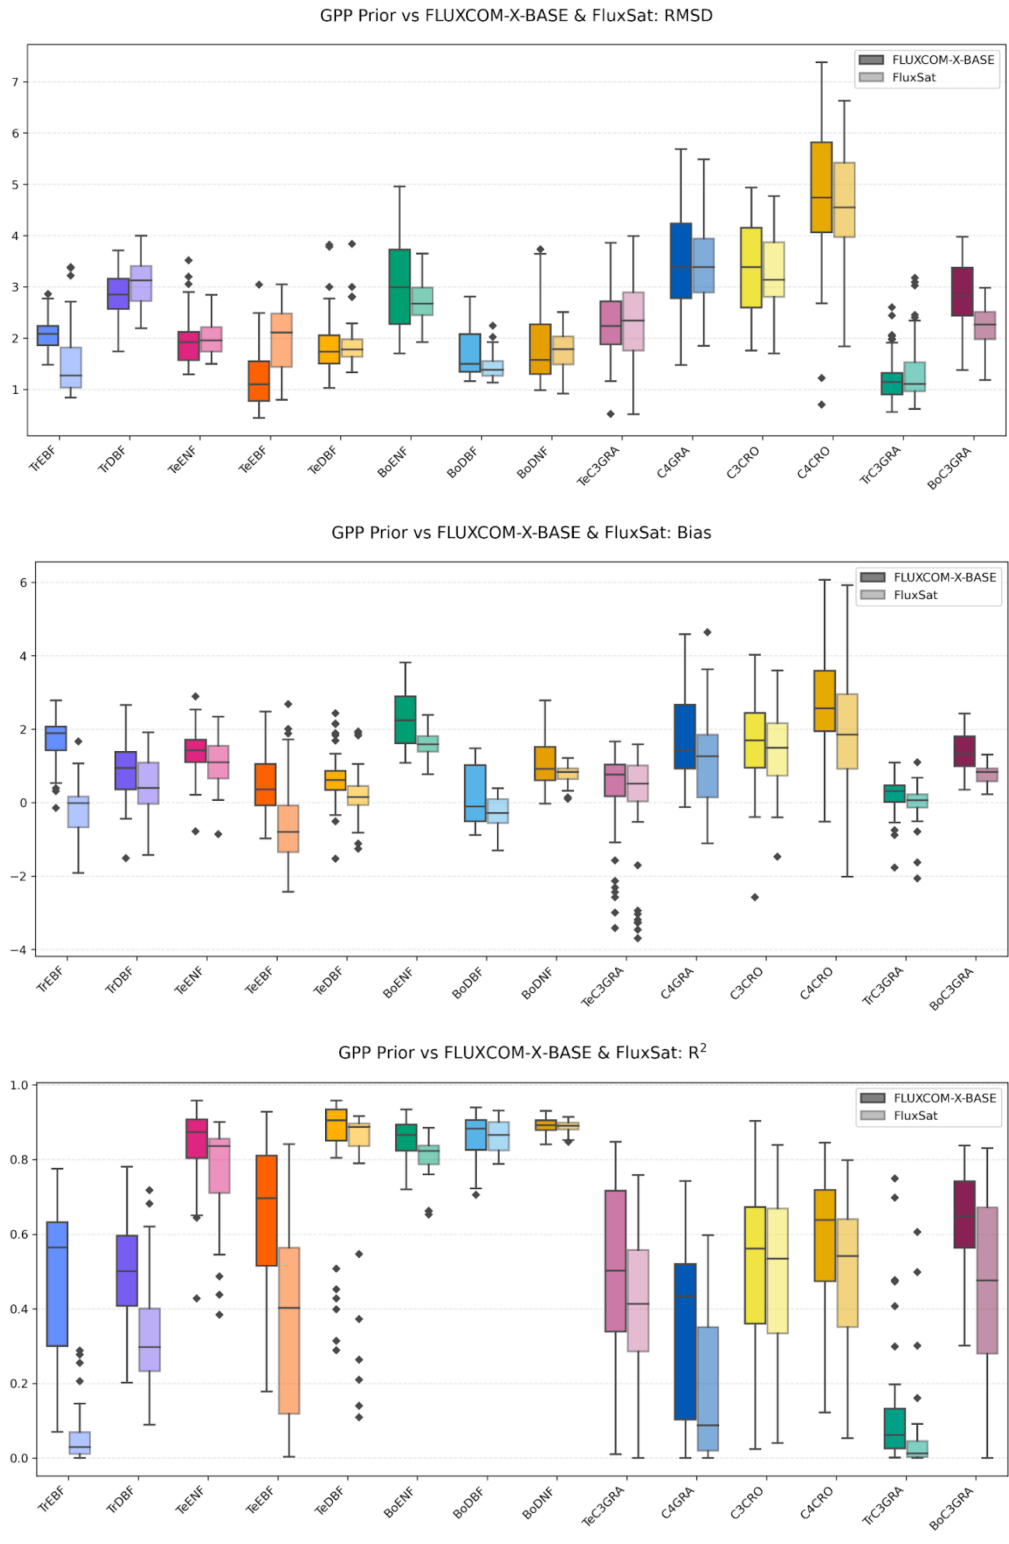 GPP Prior vs FLUXCOM-X-BASE & FluxSat: RMSD
FLUXCOM-X-BASE
FluxSat
7
6
5
4
3
2
1
TrEBF
TrDBF
TeENF
TeEBF
TeDBF
BoENF
BoDBF
BoDNF
TeC3GRA
C4GRA
C3CRO
C4CRO
TrC3GRA
BoC3GRA
GPP Prior vs FLUXCOM-X-BASE & FluxSat: Bias
FLUXCOM-X-BASE
FluxSat
6
4
2
0
−2
−4
TrEBF
TrDBF
TeENF
TeEBF
TeDBF
BoENF
BoDBF
BoDNF
TeC3GRA
C4GRA
C3CRO
C4CRO
TrC3GRA
BoC3GRA
GPP Prior vs FLUXCOM-X-BASE & FluxSat: R²
FLUXCOM-X-BASE
FluxSat
1.0
0.8
0.6
0.4
0.2
0.0
TrEBF
TrDBF
TeENF
TeEBF
TeDBF
BoENF
BoDBF
BoDNF
TeC3GRA
C4GRA
C3CRO
C4CRO
TrC3GRA
BoC3GRA